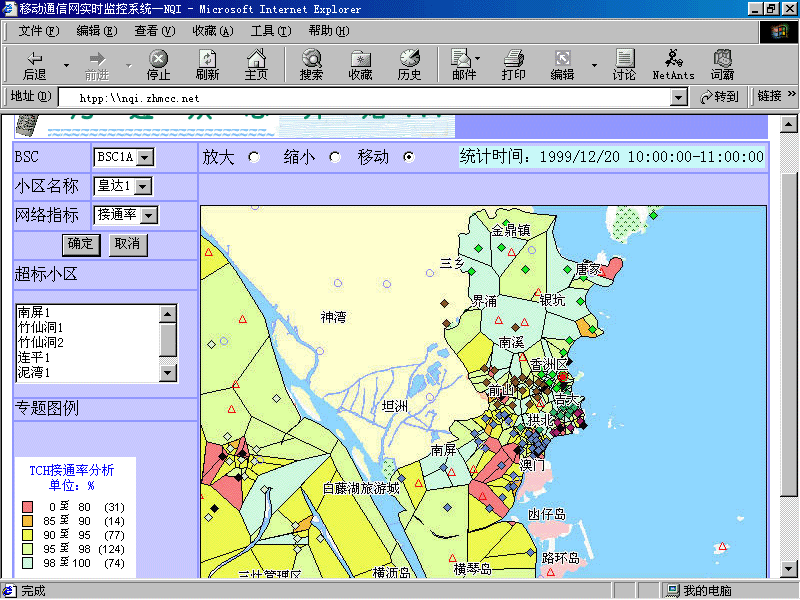 移动通信网实时监控系统—NQI - Microsoft Internet Explorer
文件(F) 编辑(E) 查看(V) 收藏(A) 工具(T) 帮助(H)
后退 前进 停止 刷新 主页 搜索 收藏 历史 邮件 打印 编辑 讨论 NetAnts 词霸
地址(D) htpp:\\nqi.zhmcc.net 转到 链接 »
BSC BSC1A 放大 缩小 移动 统计时间: 1999/12/20 10:00:00-11:00:00
小区名称 皇达1
网络指标 接通率
确定 取消
超标小区
南屏1
竹仙洞1
竹仙洞2
连平1
泥湾1
专题图例
TCH接通率分析
单位: %
0 至 80 (31)
85 至 90 (14)
90 至 95 (77)
95 至 98 (124)
98 至 100 (74)
金鼎镇
三乡
唐家
界涌
银坑
神湾
南溪
香洲区
前山
吉大
坦洲
拱北
南屏
澳门
白藤湖旅游城
氹仔岛
路环岛
三灶管理区
横沥岛
横琴岛
完成 我的电脑